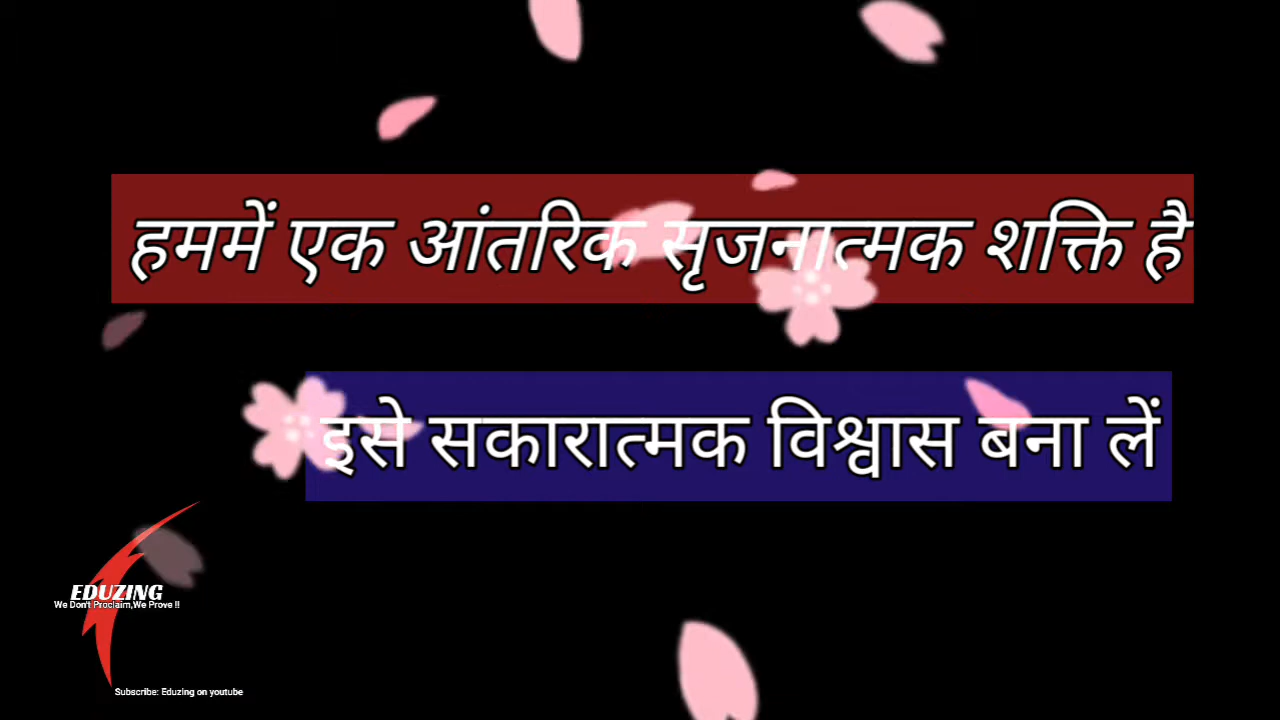 हममें एक आंतरिक सृजनात्मक शक्ति है
इसे सकारात्मक विश्वास बना लें
EDUZING
We Don't Proclaim,We Prove !!
Subscribe: Eduzing on youtube